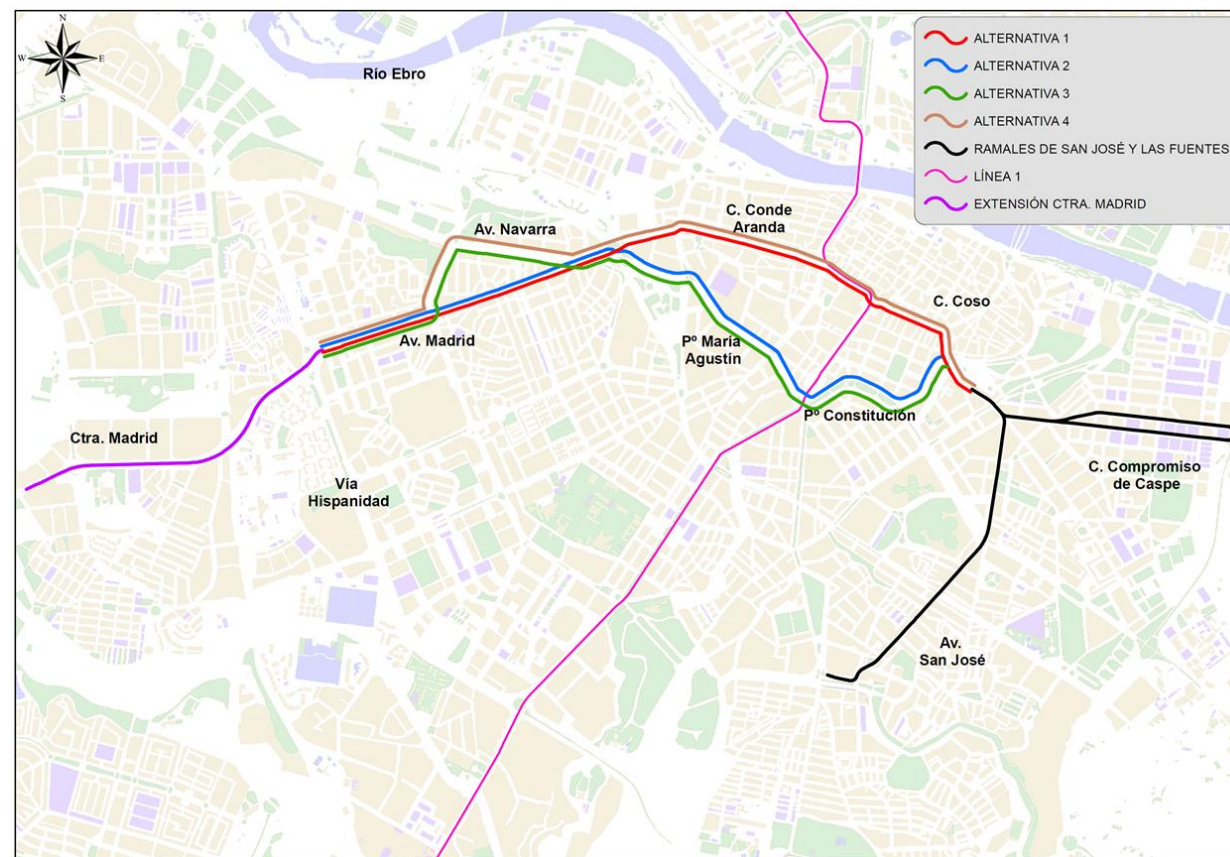 N
W
E
S
Río Ebro
ALTERNATIVA 1
ALTERNATIVA 2
ALTERNATIVA 3
ALTERNATIVA 4
RAMALES DE SAN JOSÉ Y LAS FUENTES
LÍNEA 1
EXTENSIÓN CTRA. MADRID
C. Conde
Aranda
Av. Navarra
C. Coso
Av. Madrid
Pº María
Agustín
Pº Constitución
Ctra. Madrid
C. Compromiso
de Caspe
Vía
Hispanidad
Av.
San José